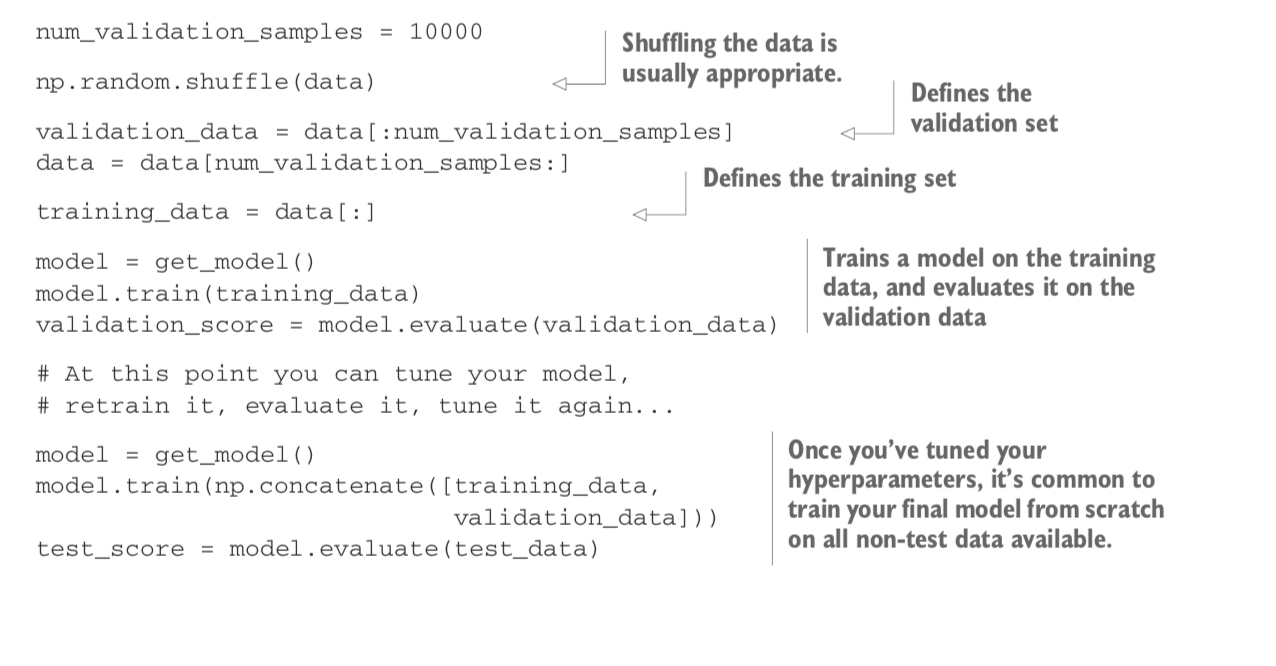 num_validation_samples = 10000
Shuffling the data is
usually appropriate.
np.random.shuffle(data)
Defines the
validation set
validation_data = data[:num_validation_samples]
data = data[num_validation_samples:]
Defines the training set
training_data = data[:]
model = get_model()
model.train(training_data)
validation_score = model.evaluate(validation_data)
Trains a model on the training
data, and evaluates it on the
validation data
# At this point you can tune your model,
# retrain it, evaluate it, tune it again...
model = get_model()
model.train(np.concatenate([training_data,
validation_data]))
test_score = model.evaluate(test_data)
Once you've tuned your
hyperparameters, it's common to
train your final model from scratch
on all non-test data available.